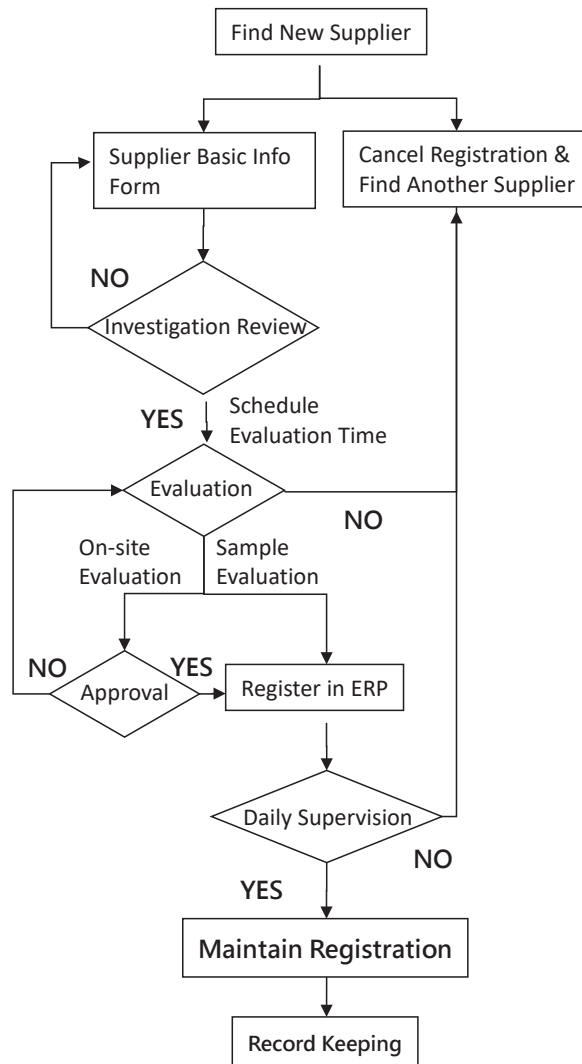 Find New Supplier
Supplier Basic Info
Form
Cancel Registration &
Find Another Supplier
NO
Investigation Review
YES
Schedule
Evaluation Time
Evaluation
NO
On-site
Evaluation
Sample
Evaluation
NO
YES
Approval
Register in ERP
Daily Supervision
NO
YES
Maintain Registration
Record Keeping